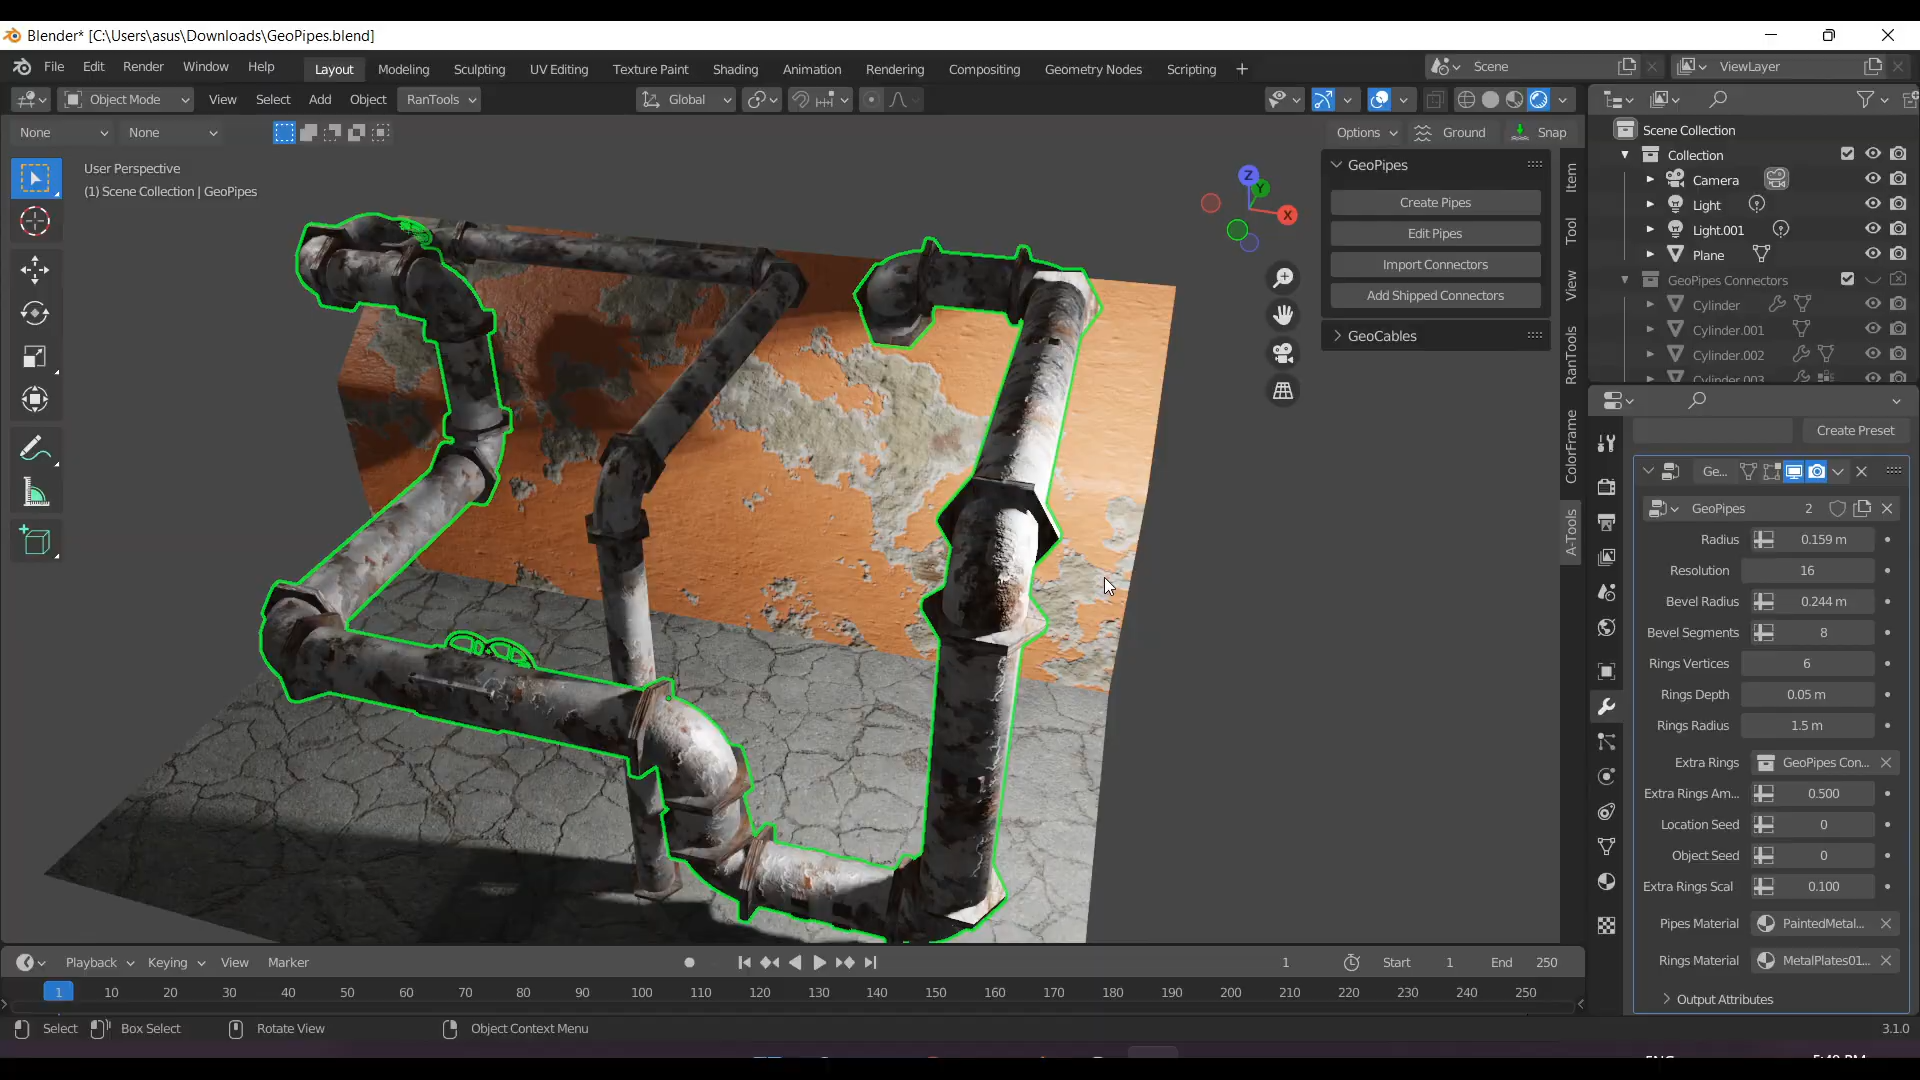 Blender* [C:\Users\asus\Downloads\GeoPipes.blend]
File Edit Render Window Help Layout Modeling Sculpting UV Editing Texture Paint Shading Animation Rendering Compositing Geometry Nodes Scripting + Scene ViewLayer
Object Mode View Select Add Object RanTools Global
None None Options Ground Snap
User Perspective
(1) Scene Collection | GeoPipes
Z
Y
X
GeoPipes
Create Pipes
Edit Pipes
Import Connectors
Add Shipped Connectors
GeoCables
Item
Tool
View
RanTools
ColorFrame
A-Tools
Scene Collection
Collection
Camera
Light
Light.001
Plane
GeoPipes Connectors
Cylinder
Cylinder.001
Cylinder.002
Cylinder.003
Create Preset
Ge...
GeoPipes 2
Radius 0.159 m
Resolution 16
Bevel Radius 0.244 m
Bevel Segments 8
Rings Vertices 6
Rings Depth 0.05 m
Rings Radius 1.5 m
Extra Rings GeoPipes Con...
Extra Rings Am... 0.500
Location Seed 0
Object Seed 0
Extra Rings Scal 0.100
Pipes Material PaintedMetal...
Rings Material MetalPlates01...
Output Attributes
Playback Keying View Marker 1 Start 1 End 250
1 10 20 30 40 50 60 70 80 90 100 110 120 130 140 150 160 170 180 190 200 210 220 230 240 250
Select Box Select Rotate View Object Context Menu 3.1.0